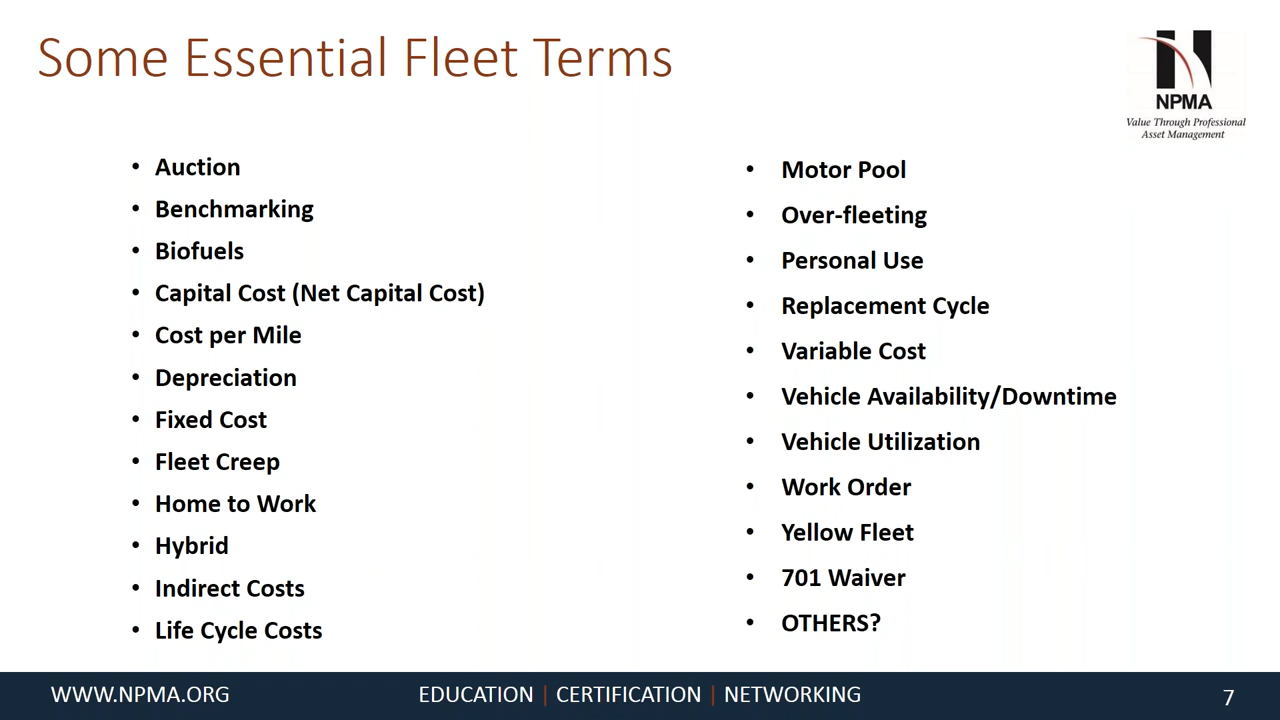 Some Essential Fleet Terms
NPMA
Value Through Professional
Asset Management
• Auction
• Benchmarking
• Biofuels
• Capital Cost (Net Capital Cost)
• Cost per Mile
• Depreciation
• Fixed Cost
• Fleet Creep
• Home to Work
• Hybrid
• Indirect Costs
• Life Cycle Costs
• Motor Pool
• Over-fleeting
• Personal Use
• Replacement Cycle
• Variable Cost
• Vehicle Availability/Downtime
• Vehicle Utilization
• Work Order
• Yellow Fleet
• 701 Waiver
• OTHERS?
WWW.NPMA.ORG
EDUCATION | CERTIFICATION | NETWORKING
7